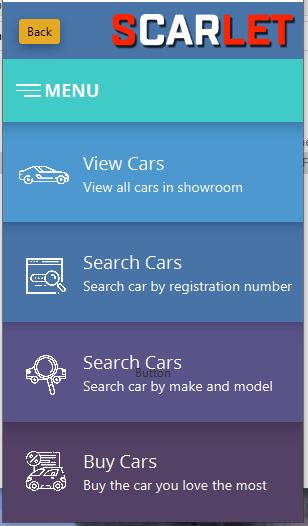 Back
SCARLET
MENU
View Cars
View all cars in showroom
Search Cars
Search car by registration number
Search Cars
Button
Search car by make and model
Buy Cars
Buy the car you love the most